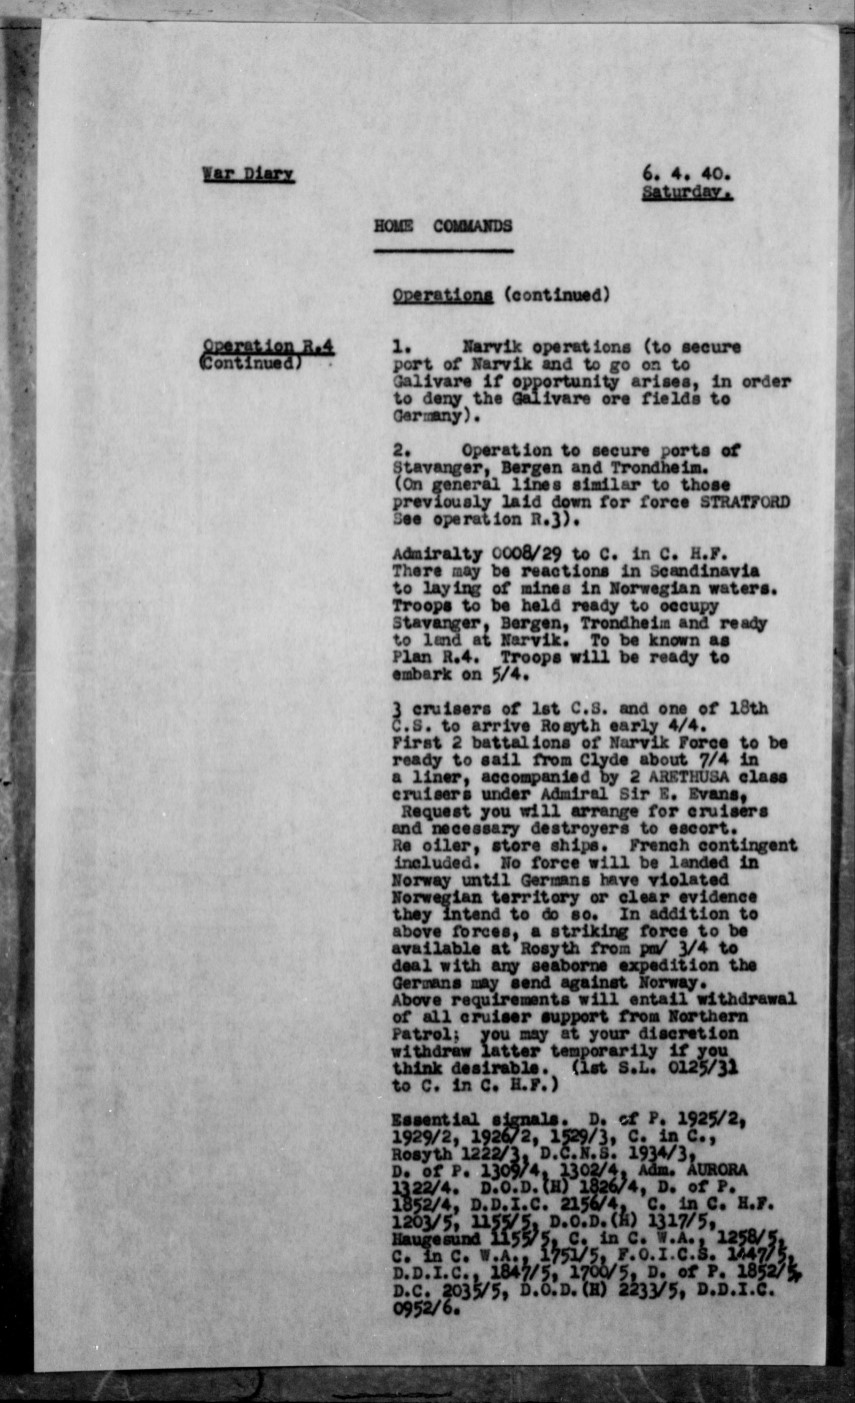 War Diary
6. 4. 40.
Saturday.
HOME COMMANDS
Operations (continued)
Operation R.4
(Continued)
1. Narvik operations (to secure
port of Narvik and to go on to
Galivare if opportunity arises, in order
to deny the Galivare ore fields to
Germany).
2. Operation to secure ports of
Stavanger, Bergen and Trondheim.
(On general lines similar to those
previously laid down for force STRATFORD
See operation R.3).
Admiralty 0008/29 to C. in C. H.F.
There may be reactions in Scandinavia
to laying of mines in Norwegian waters.
Troops to be held ready to occupy
Stavanger, Bergen, Trondheim and ready
to land at Narvik. To be known as
Plan R.4. Troops will be ready to
embark on 5/4.
3 cruisers of 1st C.S. and one of 18th
C.S. to arrive Rosyth early 4/4.
First 2 battalions of Narvik Force to be
ready to sail from Clyde about 7/4 in
a liner, accompanied by 2 ARETHUSA class
cruisers under Admiral Sir E. Evans,
Request you will arrange for cruisers
and necessary destroyers to escort.
Re oiler, store ships. French contingent
included. No force will be landed in
Norway until Germans have violated
Norwegian territory or clear evidence
they intend to do so. In addition to
above forces, a striking force to be
available at Rosyth from pm/ 3/4 to
deal with any seaborne expedition the
Germans may send against Norway.
Above requirements will entail withdrawal
of all cruiser support from Northern
Patrol; you may at your discretion
withdraw latter temporarily if you
think desirable. (1st S.L. 0125/31
to C. in C. H.F.)
Essential signals. D. of P. 1925/2,
1929/2, 1926/2, 1529/3, C. in C.,
Rosyth 1222/3, D.C.N.S. 1934/3,
D. of P. 1309/4, 1302/4, Adm. AURORA
1322/4. D.O.D.(H) 1826/4, D. of P.
1852/4, D.D.I.C. 2156/4, C. in C. H.F.
1203/5, 1155/5, D.O.D.(H) 1317/5,
Haugesund 1155/5, C. in C. W.A., 1258/5,
C. in C. W.A., 1751/5, F.O.I.C.S. 1447/5,
D.D.I.C., 1847/5, 1700/5, D. of P. 1852/5,
D.C. 2035/5, D.O.D.(H) 2233/5, D.D.I.C.
0952/6.